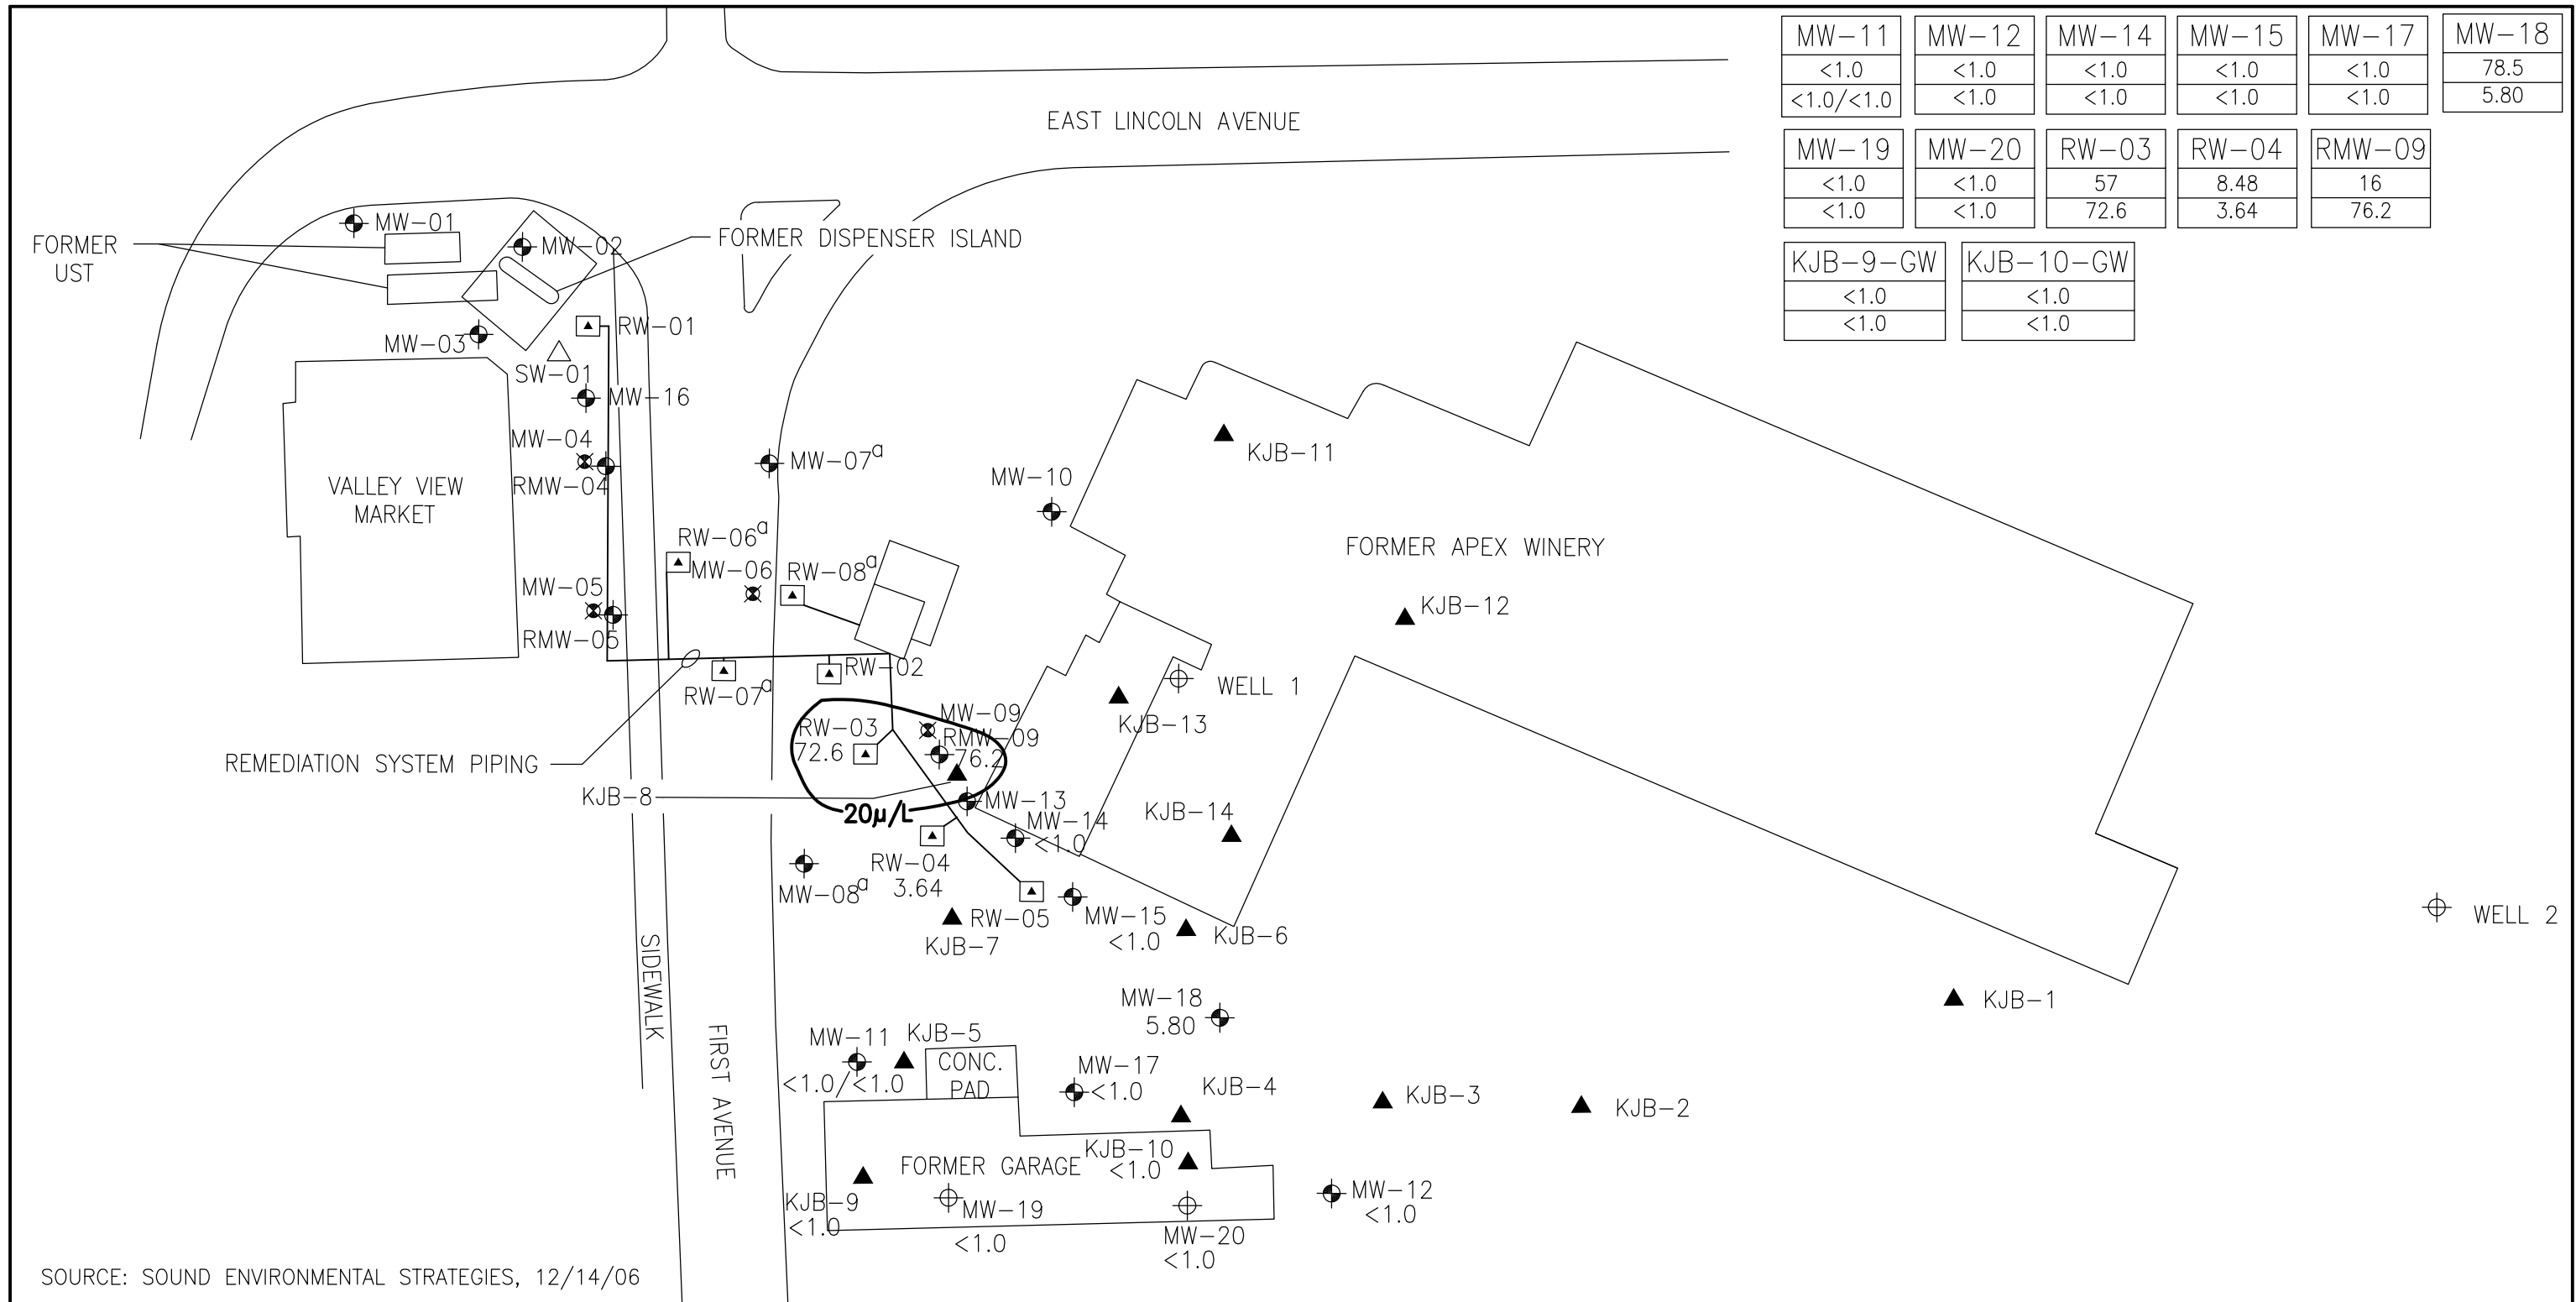 MW-11
<1.0
<1.0/<1.0
MW-12
<1.0
<1.0
MW-14
<1.0
<1.0
MW-15
<1.0
<1.0
MW-17
<1.0
<1.0
MW-18
78.5
5.80
MW-19
<1.0
<1.0
MW-20
<1.0
<1.0
RW-03
57
72.6
RW-04
8.48
3.64
RMW-09
16
76.2
KJB-9-GW
<1.0
<1.0
KJB-10-GW
<1.0
<1.0
EAST LINCOLN AVENUE
MW-01
FORMER
UST
MW-02
FORMER DISPENSER ISLAND
RW-01
MW-03
SW-01
MW-16
MW-04
RMW-04
VALLEY VIEW
MARKET
MW-07a
MW-10
KJB-11
FORMER APEX WINERY
RW-06a
MW-06
RW-08a
MW-05
RMW-05
KJB-12
RW-07a
RW-02
WELL 1
KJB-13
REMEDIATION SYSTEM PIPING
RW-03
72.6
MW-09
RMW-09
76.2
KJB-8
20µ/L
MW-13
MW-14
<1.0
KJB-14
MW-08a
RW-04
3.64
RW-05
KJB-7
MW-15
<1.0
KJB-6
WELL 2
SIDEWALK
FIRST AVENUE
MW-18
5.80
KJB-1
MW-11
<1.0/<1.0
KJB-5
CONC.
PAD
MW-17
<1.0
KJB-4
KJB-3
KJB-2
FORMER GARAGE
KJB-10
<1.0
KJB-9
<1.0
MW-19
<1.0
MW-20
<1.0
MW-12
<1.0
SOURCE: SOUND ENVIRONMENTAL STRATEGIES, 12/14/06